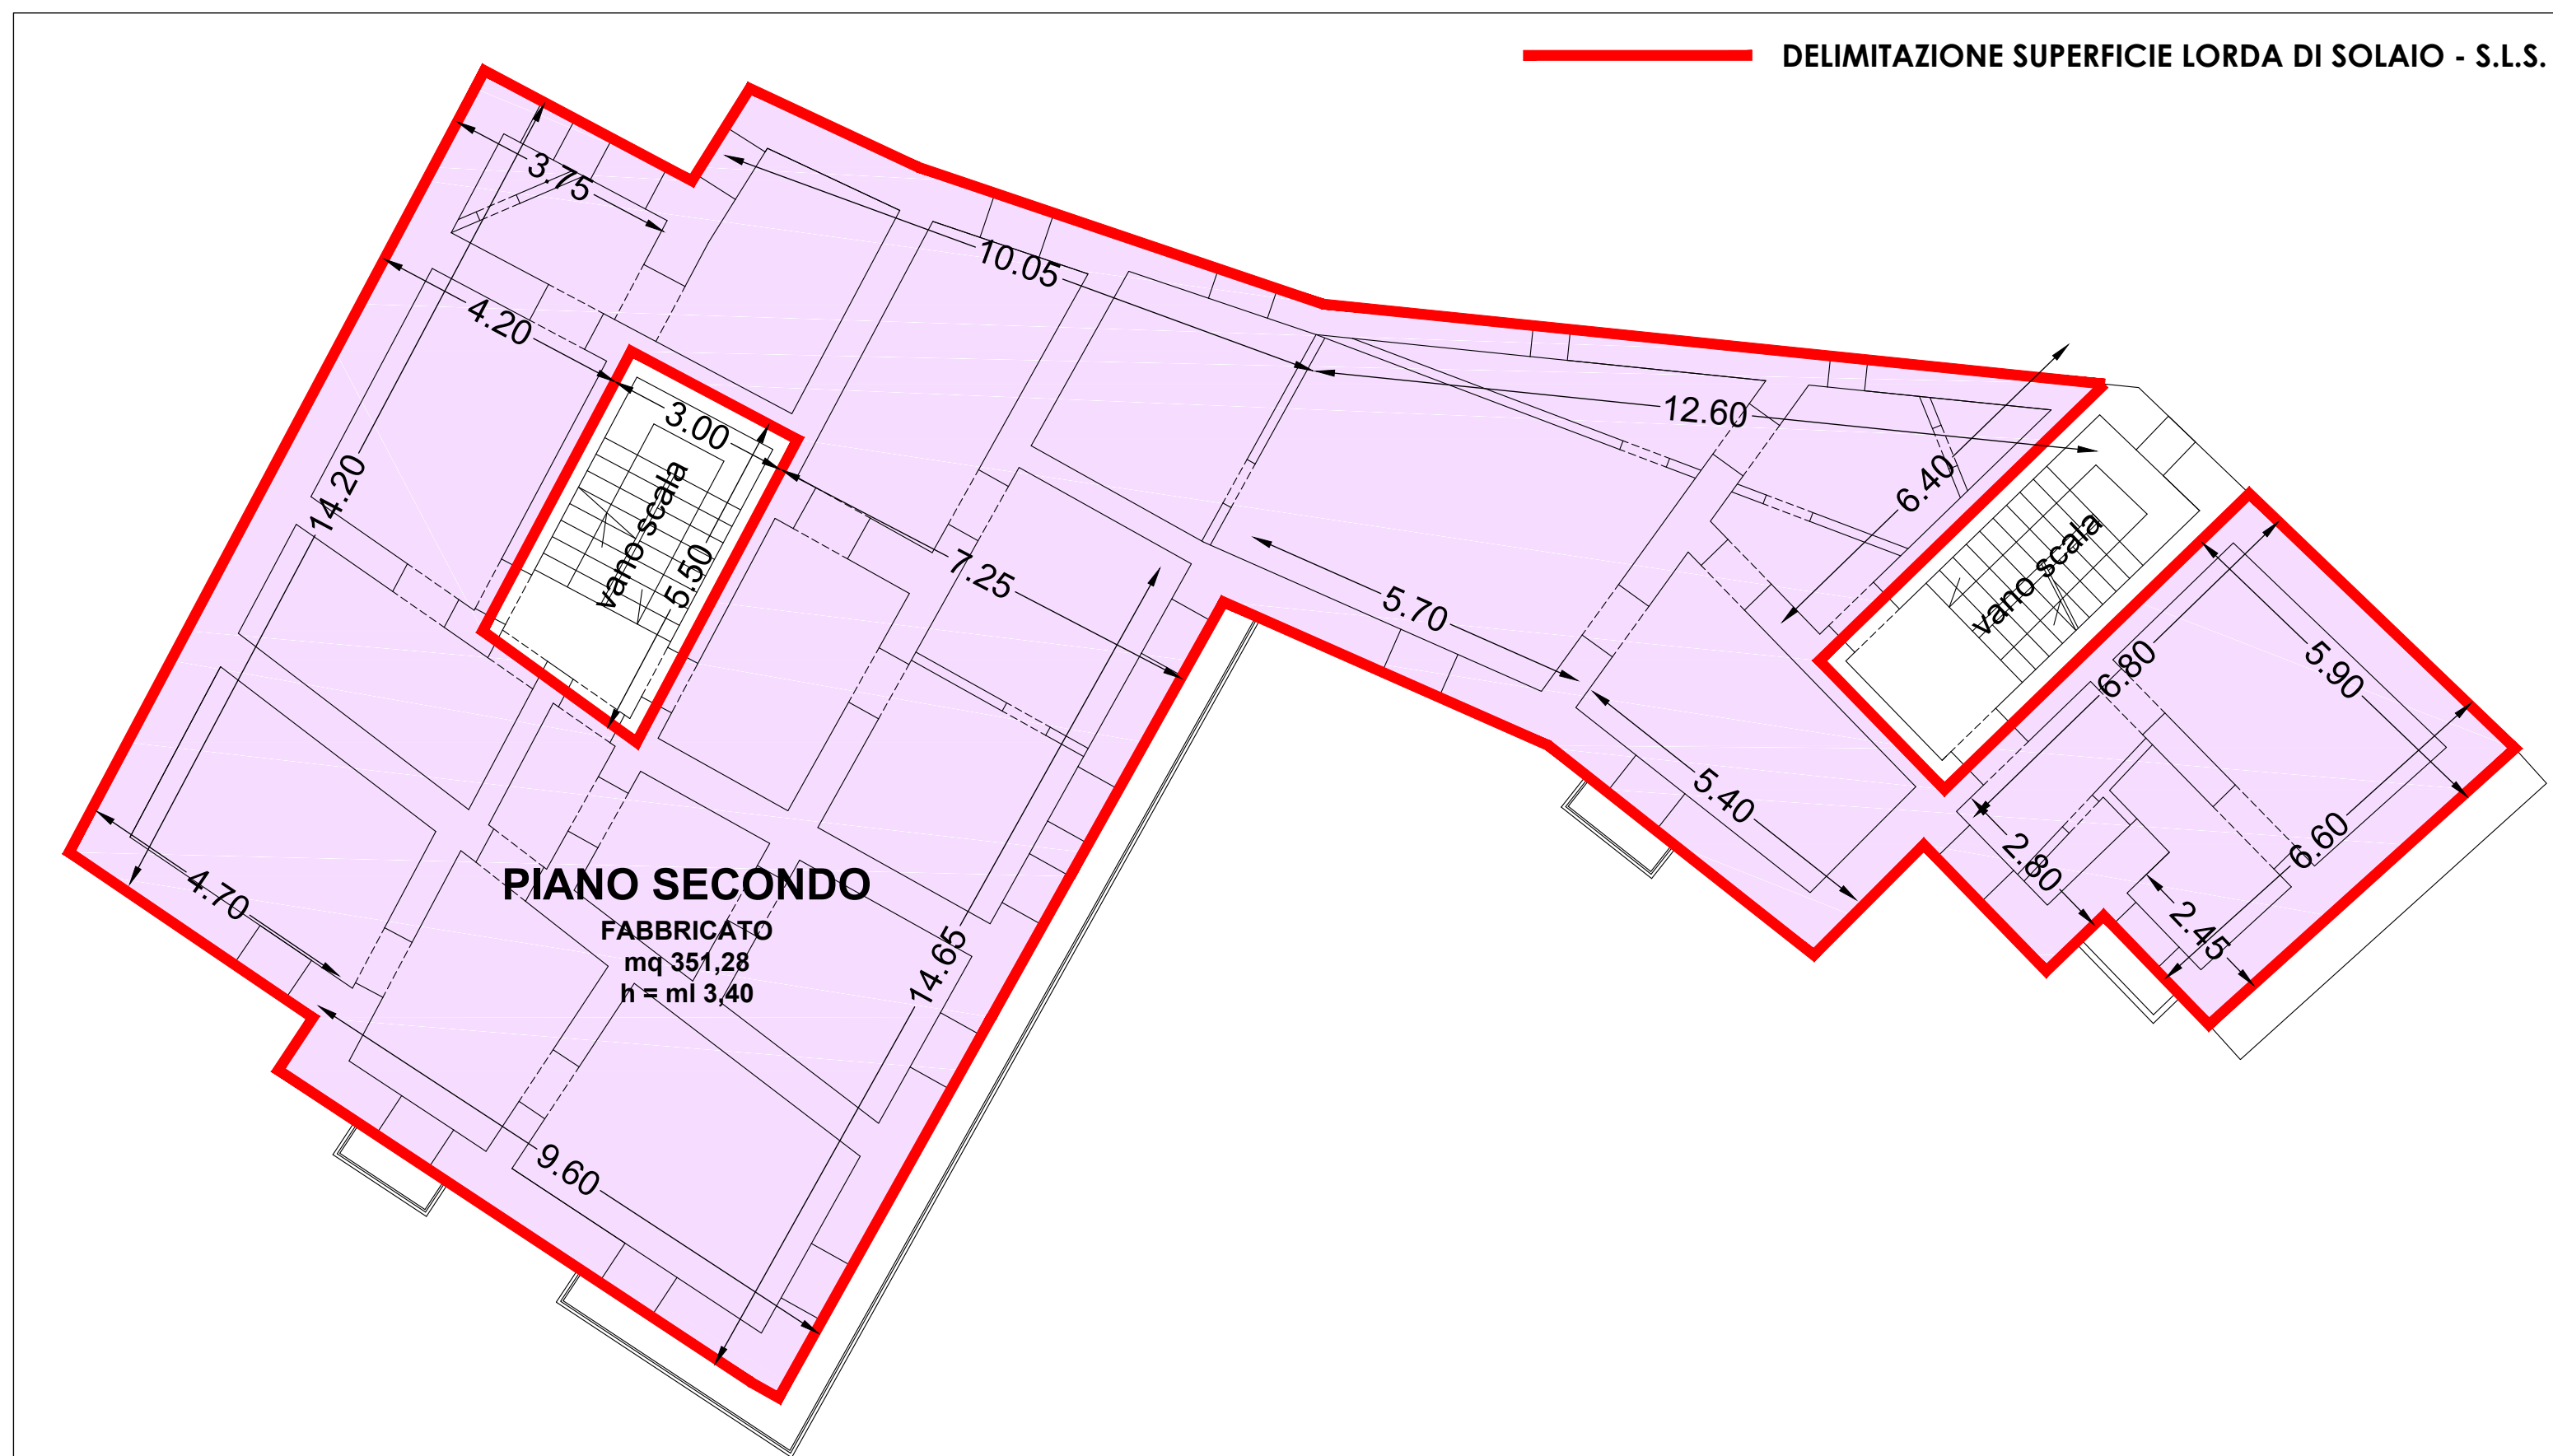 DELIMITAZIONE SUPERFICIE LORDA DI SOLAIO - S.L.S.
3.75
10.05
4.20
3.00
12.60
14.20
vano scala
5.50
7.25
6.40
5.70
vano scala
6.80
5.90
5.40
2.80
6.60
4.70
2.45
PIANO SECONDO
FABBRICATO
mq 351,28
h = ml 3,40
14.65
9.60